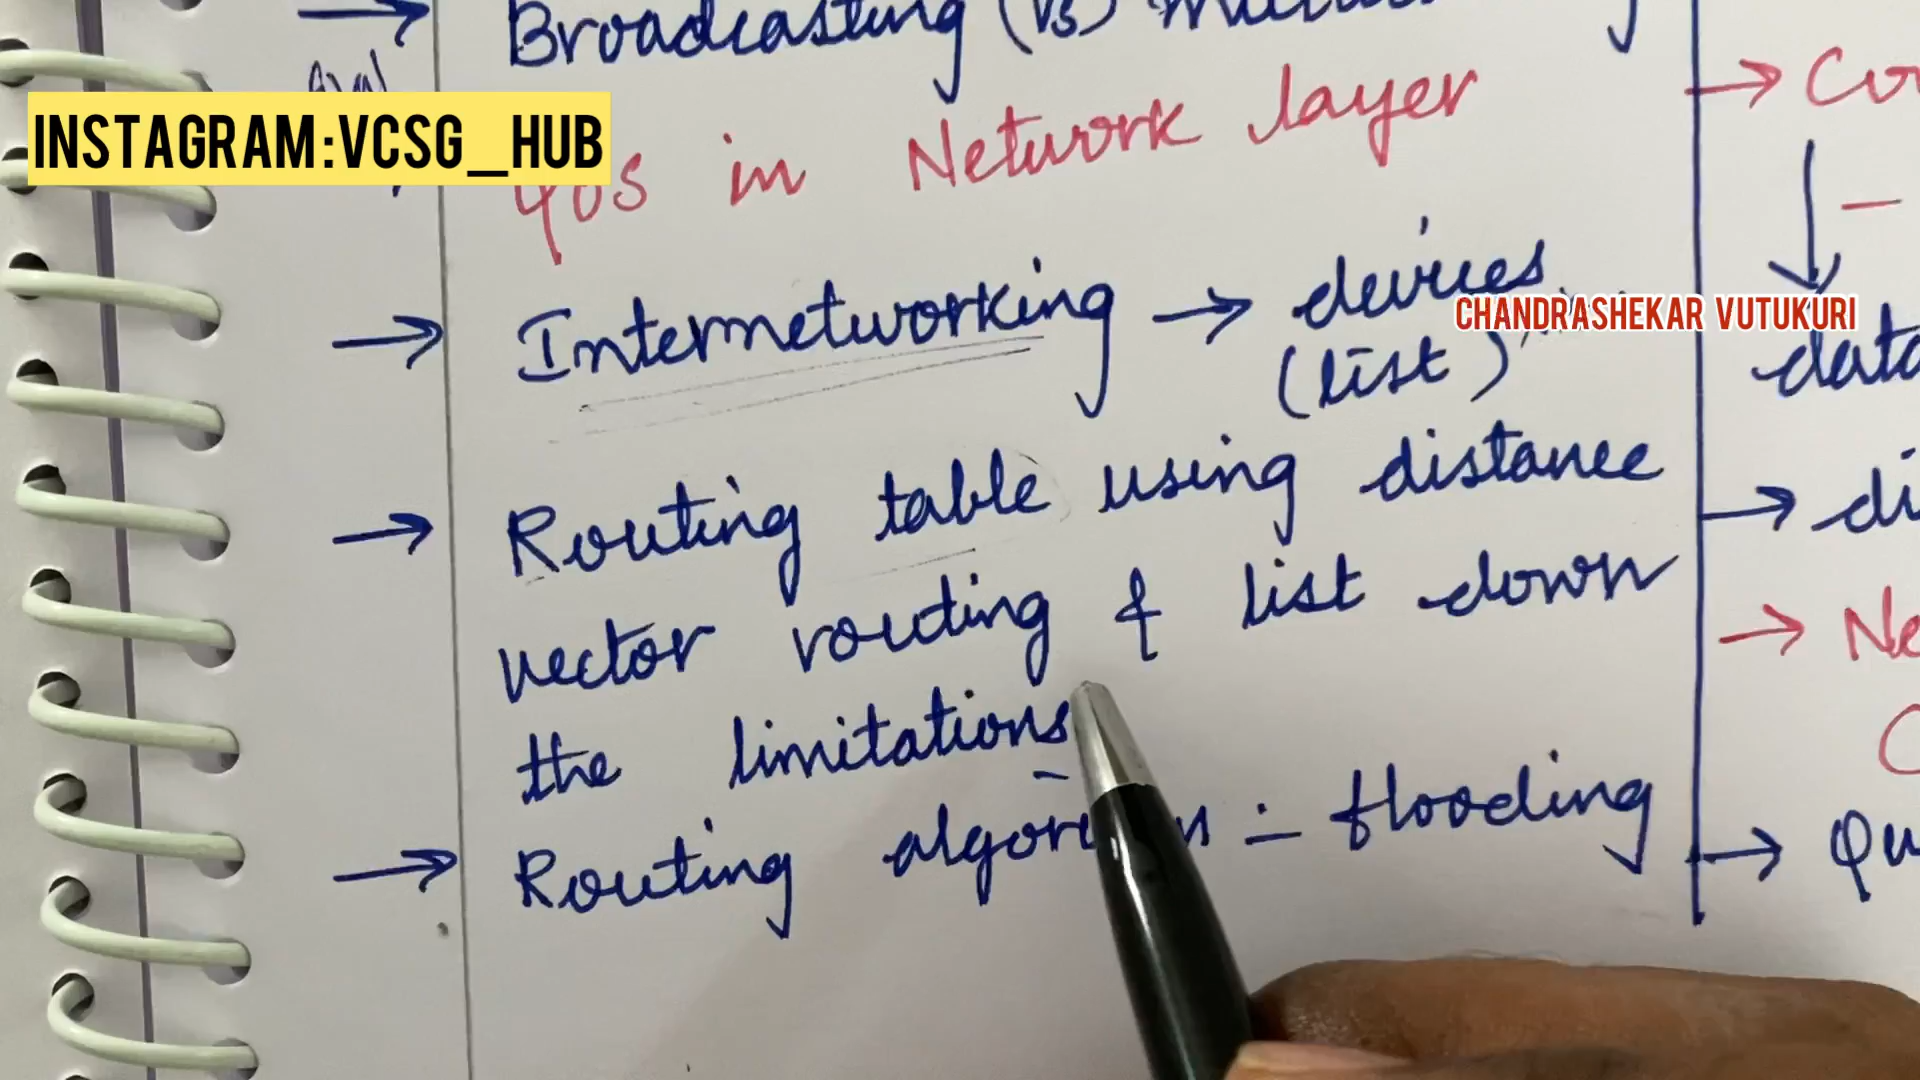 Broadcasting (vs)
INSTAGRAM:VCSG_HUB
QoS in Network layer
Internetworking → devices
(list)
CHANDRASHEKAR VUTUKURI
→ Routing table using distance
vector routing & list down
the limitations
→ Routing :- flooding
→
↓
data
→
→
→